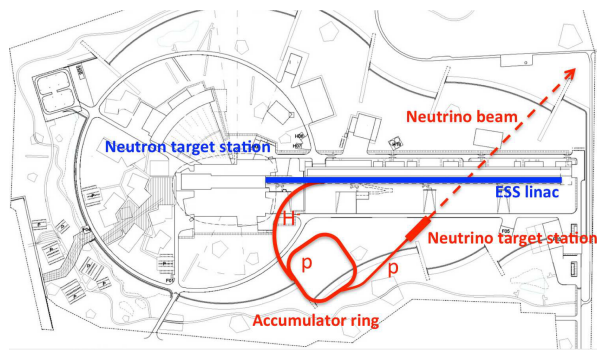 Neutrino beam
Neutron target
station
ESS linac
H-
Neutrino target station
p
p
Accumulator ring